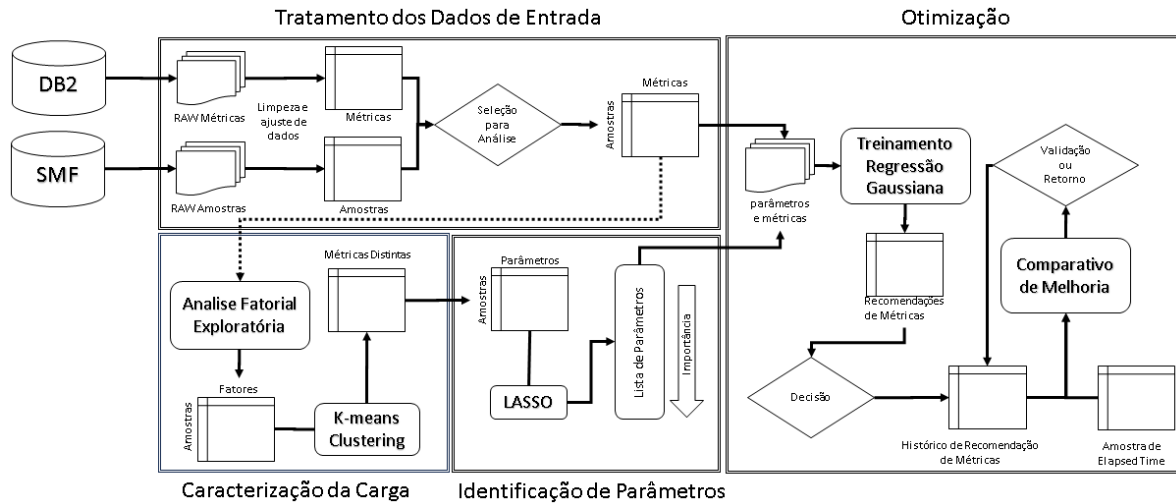 Tratamento dos Dados de Entrada
Otimização
DB2
SMF
RAW Métricas
Limpeza e
ajuste de
dados
Métricas
RAW Amostras
Amostras
Seleção
para
Análise
Métricas
Amostras
parâmetros
e métricas
Treinamento
Regressão
Gaussiana
Validação
ou
Retorno
Recomendações
de Métricas
Comparativo
de Melhoria
Decisão
Histórico de Recomendação
de Métricas
Amostra de
Elapsed Time
Analise Fatorial
Exploratória
Fatores
Amostras
K-means
Clustering
Métricas Distintas
Parâmetros
Amostras
LASSO
Lista de Parâmetros
Importância
Caracterização da Carga
Identificação de Parâmetros